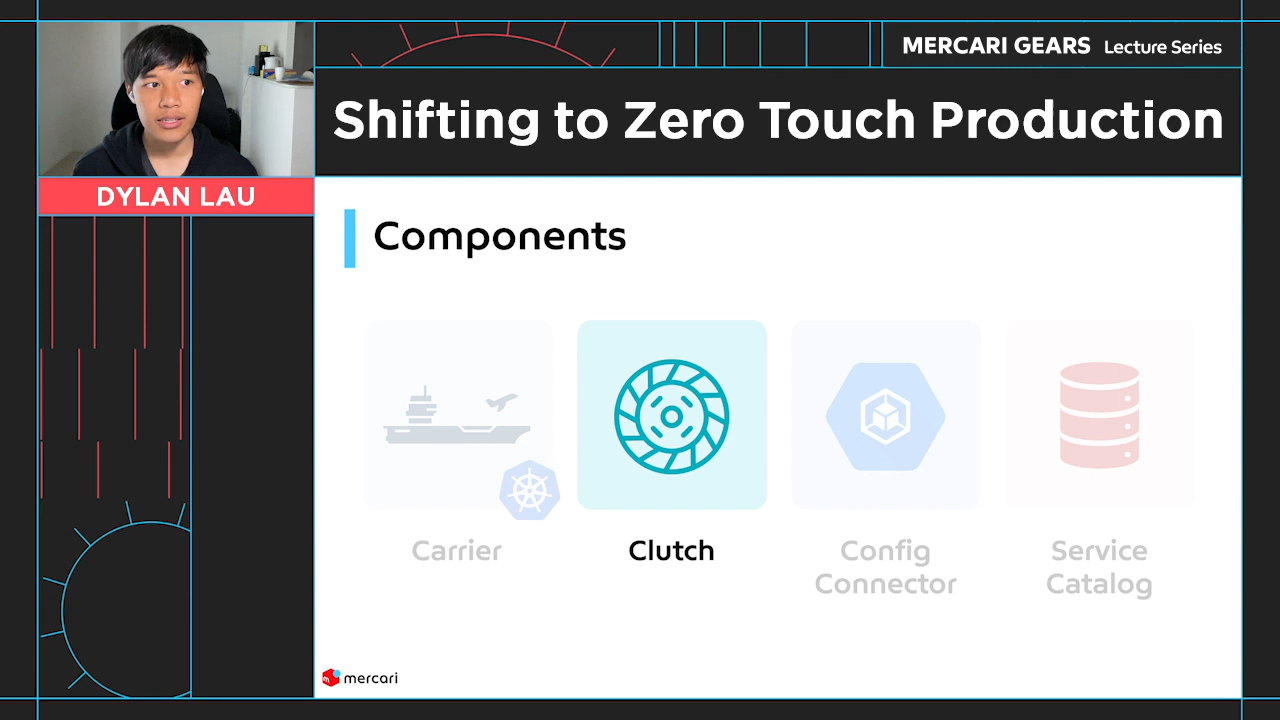 MERCARI GEARS Lecture Series
Shifting to Zero Touch Production
DYLAN LAU
Components
Carrier
Clutch
Config
Connector
Service
Catalog
mercari